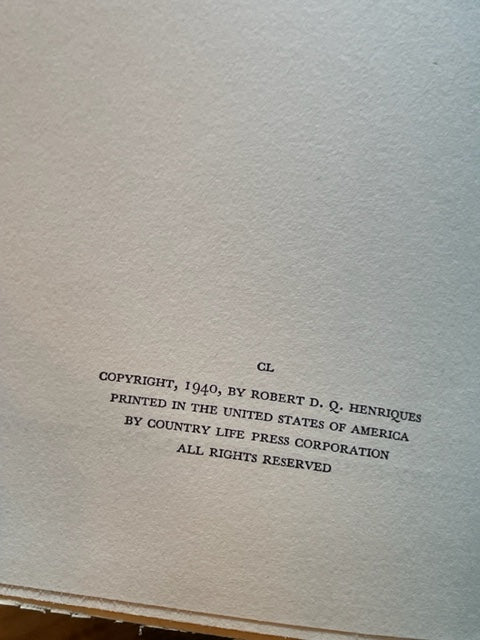 CL
COPYRIGHT, 1940, BY ROBERT D. Q. HENRIQUES
PRINTED IN THE UNITED STATES OF AMERICA
BY COUNTRY LIFE PRESS CORPORATION
ALL RIGHTS RESERVED